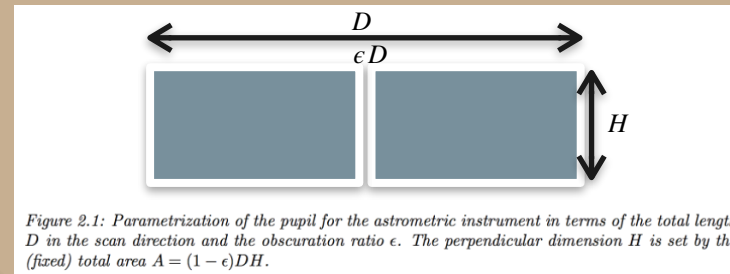 D
ϵD
H
Figure 2.1: Parametrization of the pupil for the astrometric instrument in terms of the total lengt
D in the scan direction and the obscuration ratio ϵ. The perpendicular dimension H is set by th
(fixed) total area A = (1 − ϵ)DH.